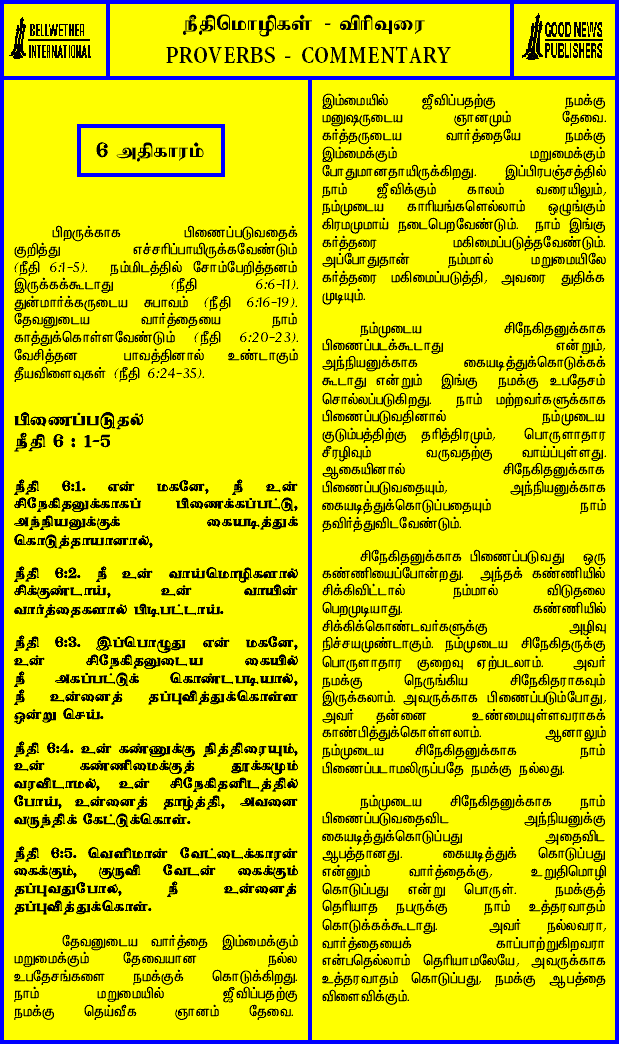 BELLWETHER
INTERNATIONAL
நீதிமொழிகள் - விரிவுரை
PROVERBS - COMMENTARY
GOOD NEWS
PUBLISHERS
6 அதிகாரம்
பிறருக்காக பிணைப்படுவதைக்
குறித்து எச்சரிப்பாயிருக்கவேண்டும்
(நீதி 6:1-5). நம்மிடத்தில் சோம்பேறித்தனம்
இருக்கக்கூடாது (நீதி 6:6-11).
துன்மார்க்கருடைய சுபாவம் (நீதி 6:16-19).
தேவனுடைய வார்த்தையை நாம்
காத்துக்கொள்ளவேண்டும் (நீதி 6:20-23).
வேசித்தன பாவத்தினால் உண்டாகும்
தீயவிளைவுகள் (நீதி 6:24-35).
பிணைப்படுதல்
நீதி 6 : 1-5
நீதி 6:1. என் மகனே, நீ உன்
சிநேகிதனுக்காகப் பிணைக்கப்பட்டு,
அந்நியனுக்குக் கையடித்துக்
கொடுத்தாயானால்,
நீதி 6:2. நீ உன் வாய்மொழிகளால்
சிக்குண்டாய், உன் வாயின்
வார்த்தைகளால் பிடிபட்டாய்.
நீதி 6:3. இப்பொழுது என் மகனே,
உன் சிநேகிதனுடைய கையில்
நீ அகப்பட்டுக் கொண்டபடியால்,
நீ உன்னைத் தப்புவித்துக்கொள்ள
ஒன்று செய்.
நீதி 6:4. உன் கண்ணுக்கு நித்திரையும்,
உன் கண்ணிமைக்குத் தூக்கமும்
வரவிடாமல், உன் சிநேகிதனிடத்தில்
போய், உன்னைத் தாழ்த்தி, அவனை
வருந்திக் கேட்டுக்கொள்.
நீதி 6:5. வெளிமான் வேட்டைக்காரன்
கைக்கும், குருவி வேடன் கைக்கும்
தப்புவதுபோல், நீ உன்னைத்
தப்புவித்துக்கொள்.
தேவனுடைய வார்த்தை இம்மைக்கும்
மறுமைக்கும் தேவையான நல்ல
உபதேசங்களை நமக்குக் கொடுக்கிறது.
நாம் மறுமையில் ஜீவிப்பதற்கு
நமக்கு தெய்வீக ஞானம் தேவை.
இம்மையில் ஜீவிப்பதற்கு நமக்கு
மனுஷருடைய ஞானமும் தேவை.
கர்த்தருடைய வார்த்தையே நமக்கு
இம்மைக்கும் மறுமைக்கும்
போதுமானதாயிருக்கிறது. இப்பிரபஞ்சத்தில்
நாம் ஜீவிக்கும் காலம் வரையிலும்,
நம்முடைய காரியங்களெல்லாம் ஒழுங்கும்
கிரமமுமாய் நடைபெறவேண்டும். நாம் இங்கு
கர்த்தரை மகிமைப்படுத்தவேண்டும்.
அப்போதுதான் நம்மால் மறுமையிலே
கர்த்தரை மகிமைப்படுத்தி, அவரை துதிக்க
முடியும்.
நம்முடைய சிநேகிதனுக்காக
பிணைப்படக்கூடாது என்றும்,
அந்நியனுக்காக கையடித்துக்கொடுக்கக்
கூடாது என்றும் இங்கு நமக்கு உபதேசம்
சொல்லப்படுகிறது. நாம் மற்றவர்களுக்காக
பிணைப்படுவதினால் நம்முடைய
குடும்பத்திற்கு தரித்திரமும், பொருளாதார
சீரழிவும் வருவதற்கு வாய்ப்புள்ளது.
ஆகையினால் சிநேகிதனுக்காக
பிணைப்படுவதையும், அந்நியனுக்காக
கையடித்துக்கொடுப்பதையும் நாம்
தவிர்த்துவிடவேண்டும்.
சிநேகிதனுக்காக பிணைப்படுவது ஒரு
கண்ணியைப்போன்றது. அந்தக் கண்ணியில்
சிக்கிவிட்டால் நம்மால் விடுதலை
பெறமுடியாது. கண்ணியில்
சிக்கிக்கொண்டவர்களுக்கு அழிவு
நிச்சயமுண்டாகும். நம்முடைய சிநேகிதருக்கு
பொருளாதார குறைவு ஏற்படலாம். அவர்
நமக்கு நெருங்கிய சிநேகிதராகவும்
இருக்கலாம். அவருக்காக பிணைப்படும்போது,
அவர் தன்னை உண்மையுள்ளவராகக்
காண்பித்துக்கொள்ளலாம். ஆனாலும்
நம்முடைய சிநேகிதனுக்காக நாம்
பிணைப்படாமலிருப்பதே நமக்கு நல்லது.
நம்முடைய சிநேகிதனுக்காக நாம்
பிணைப்படுவதைவிட அந்நியனுக்கு
கையடித்துக்கொடுப்பது அதைவிட
ஆபத்தானது. கையடித்துக் கொடுப்பது
என்னும் வார்த்தைக்கு, உறுதிமொழி
கொடுப்பது என்று பொருள். நமக்குத்
தெரியாத நபருக்கு நாம் உத்தரவாதம்
கொடுக்கக்கூடாது. அவர் நல்லவரா,
வார்த்தையைக் காப்பாற்றுகிறவரா
என்பதெல்லாம் தெரியாமலேயே, அவருக்காக
உத்தரவாதம் கொடுப்பது, நமக்கு ஆபத்தை
விளைவிக்கும்.